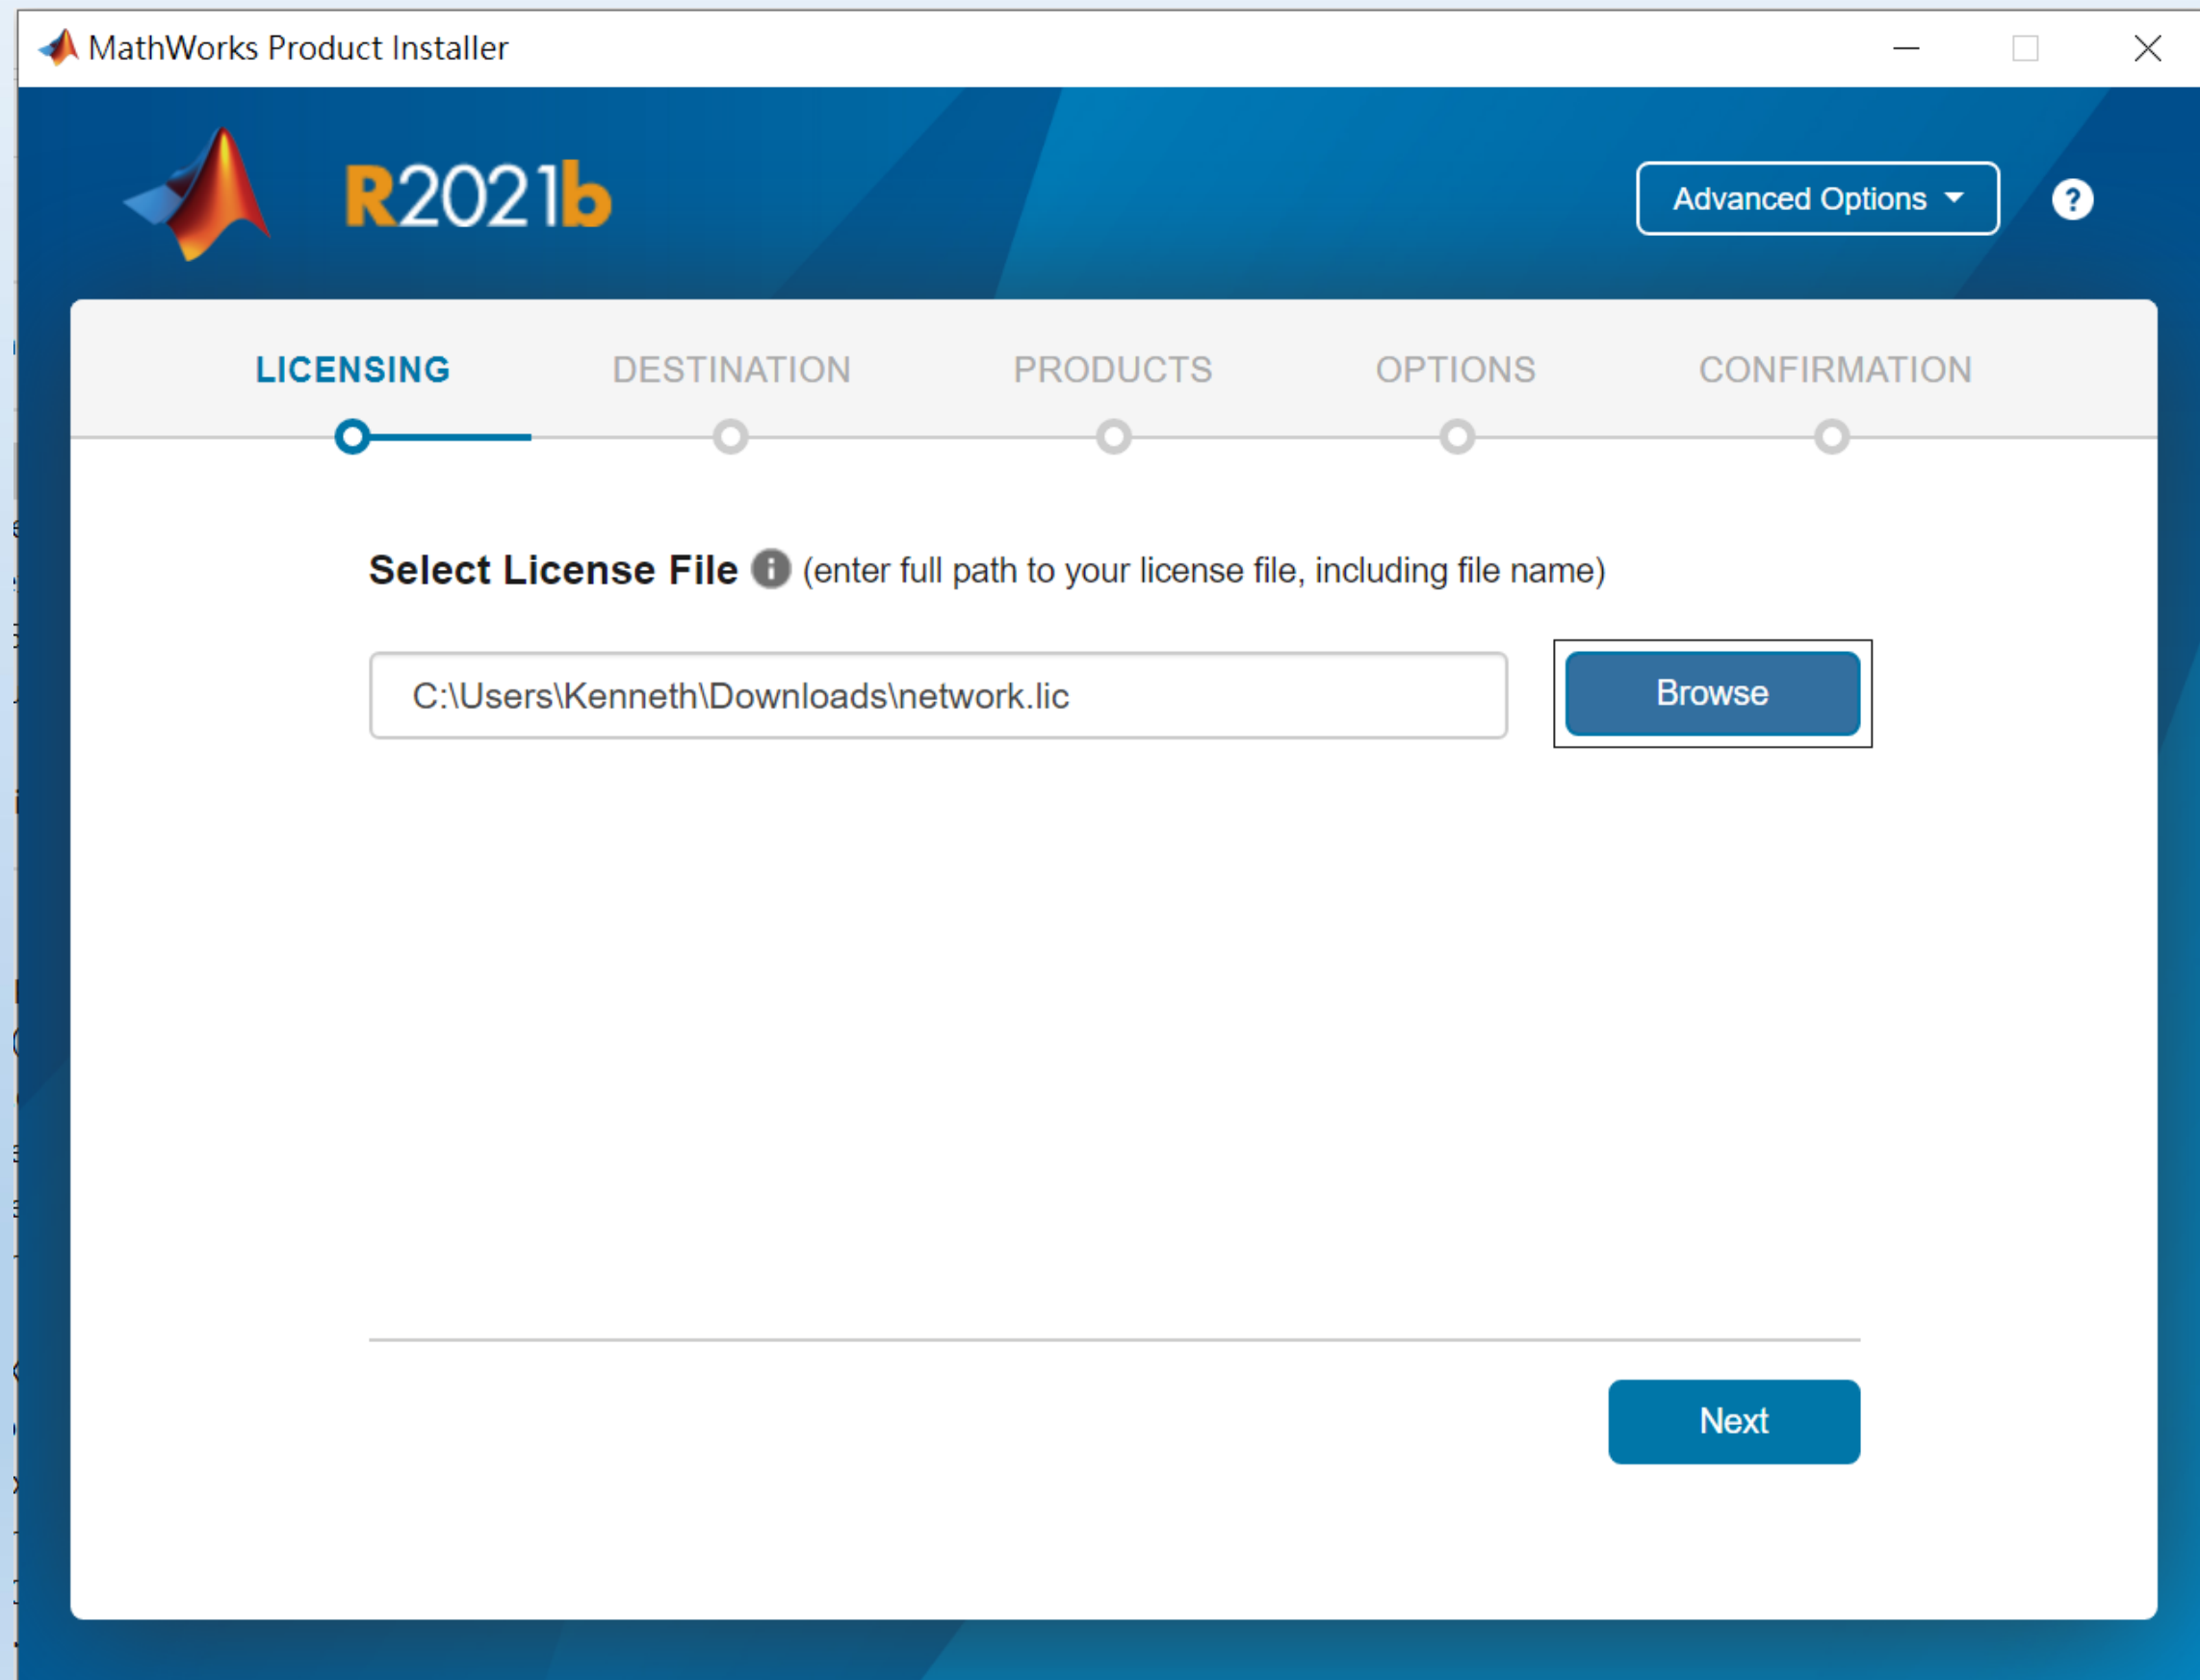 MathWorks Product Installer
R2021b
Advanced Options
?
LICENSING DESTINATION PRODUCTS OPTIONS CONFIRMATION
Select License File i (enter full path to your license file, including file name)
C:\Users\Kenneth\Downloads\network.lic
Browse
Next